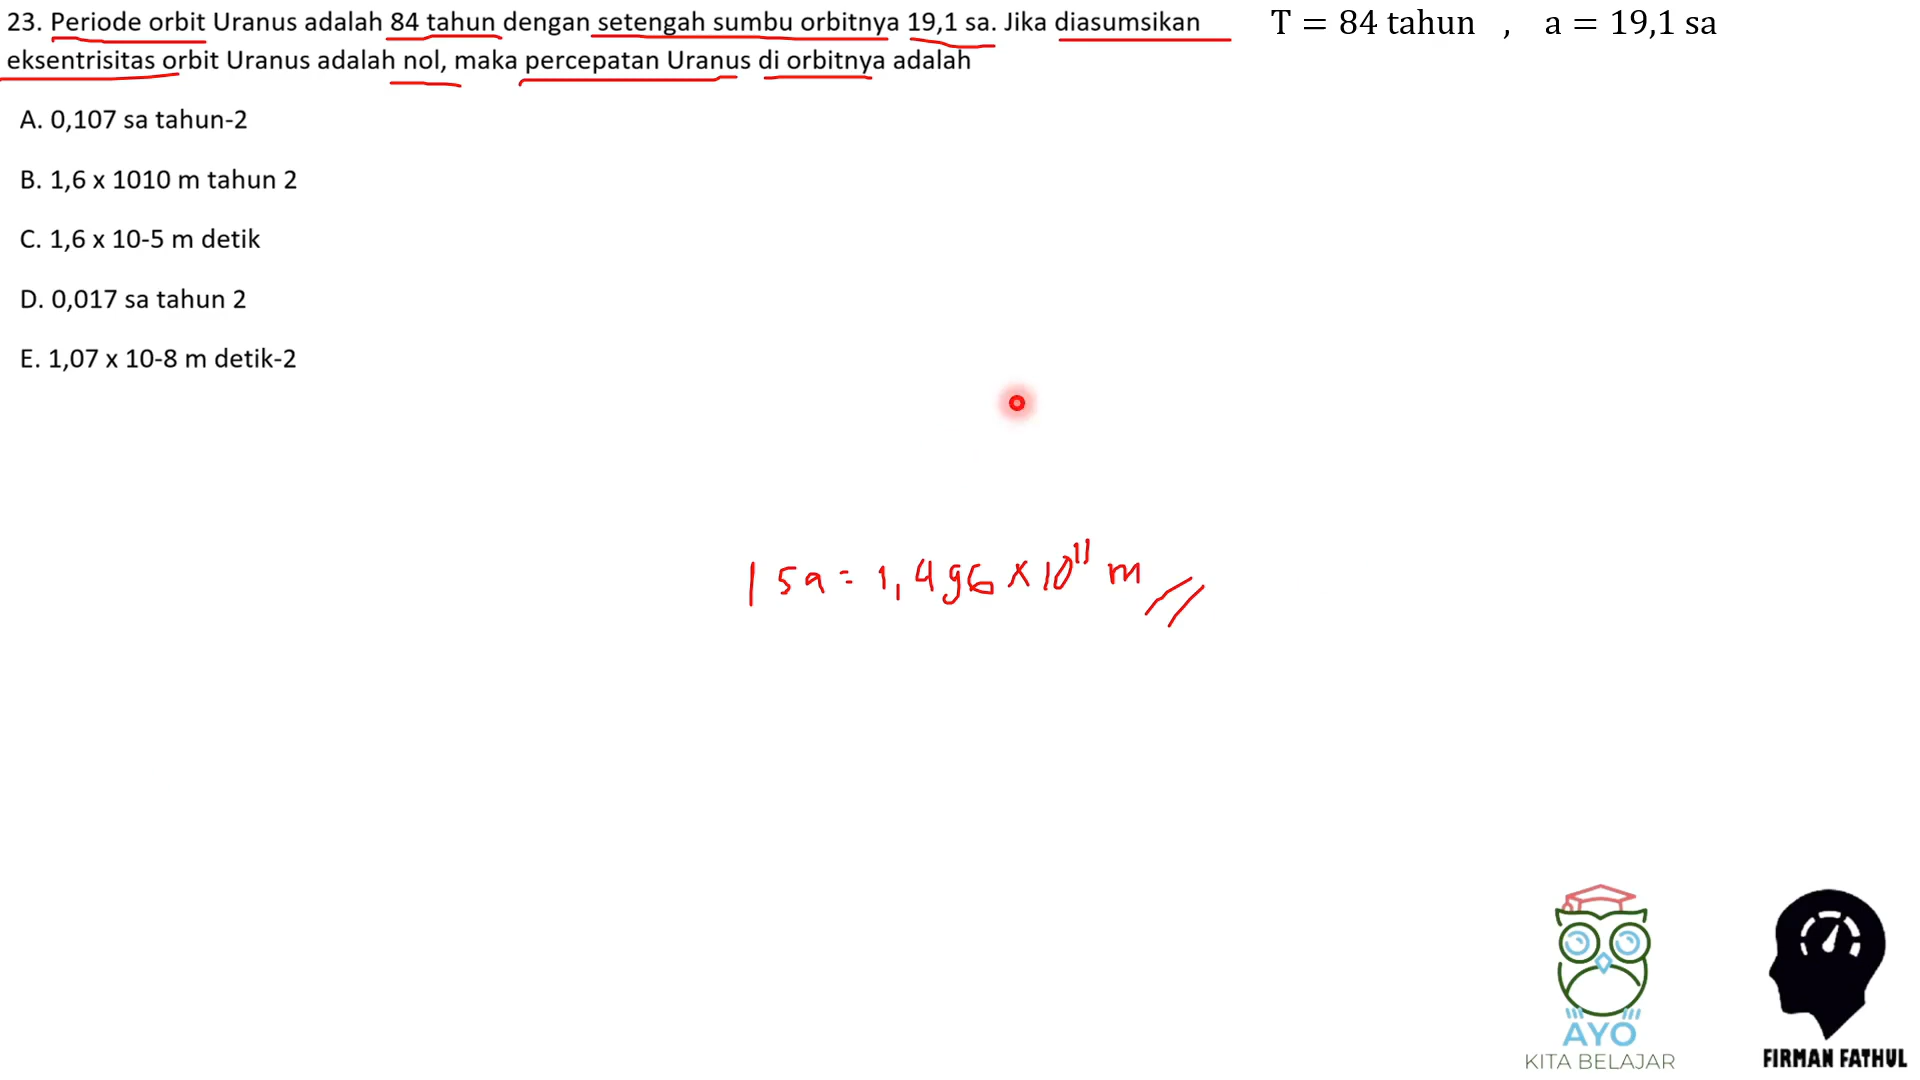 23. Periode orbit Uranus adalah 84 tahun dengan setengah sumbu orbitnya 19,1 sa. Jika diasumsikan
eksentrisitas orbit Uranus adalah nol, maka percepatan Uranus di orbitnya adalah
T = 84 tahun , a = 19,1 sa
A. 0,107 sa tahun-2
B. 1,6 x 1010 m tahun 2
C. 1,6 x 10-5 m detik
D. 0,017 sa tahun 2
E. 1,07 x 10-8 m detik-2
1 sa = 1,496 × 10¹¹ m
AYO
KITA BELAJAR
FIRMAN FATHUL